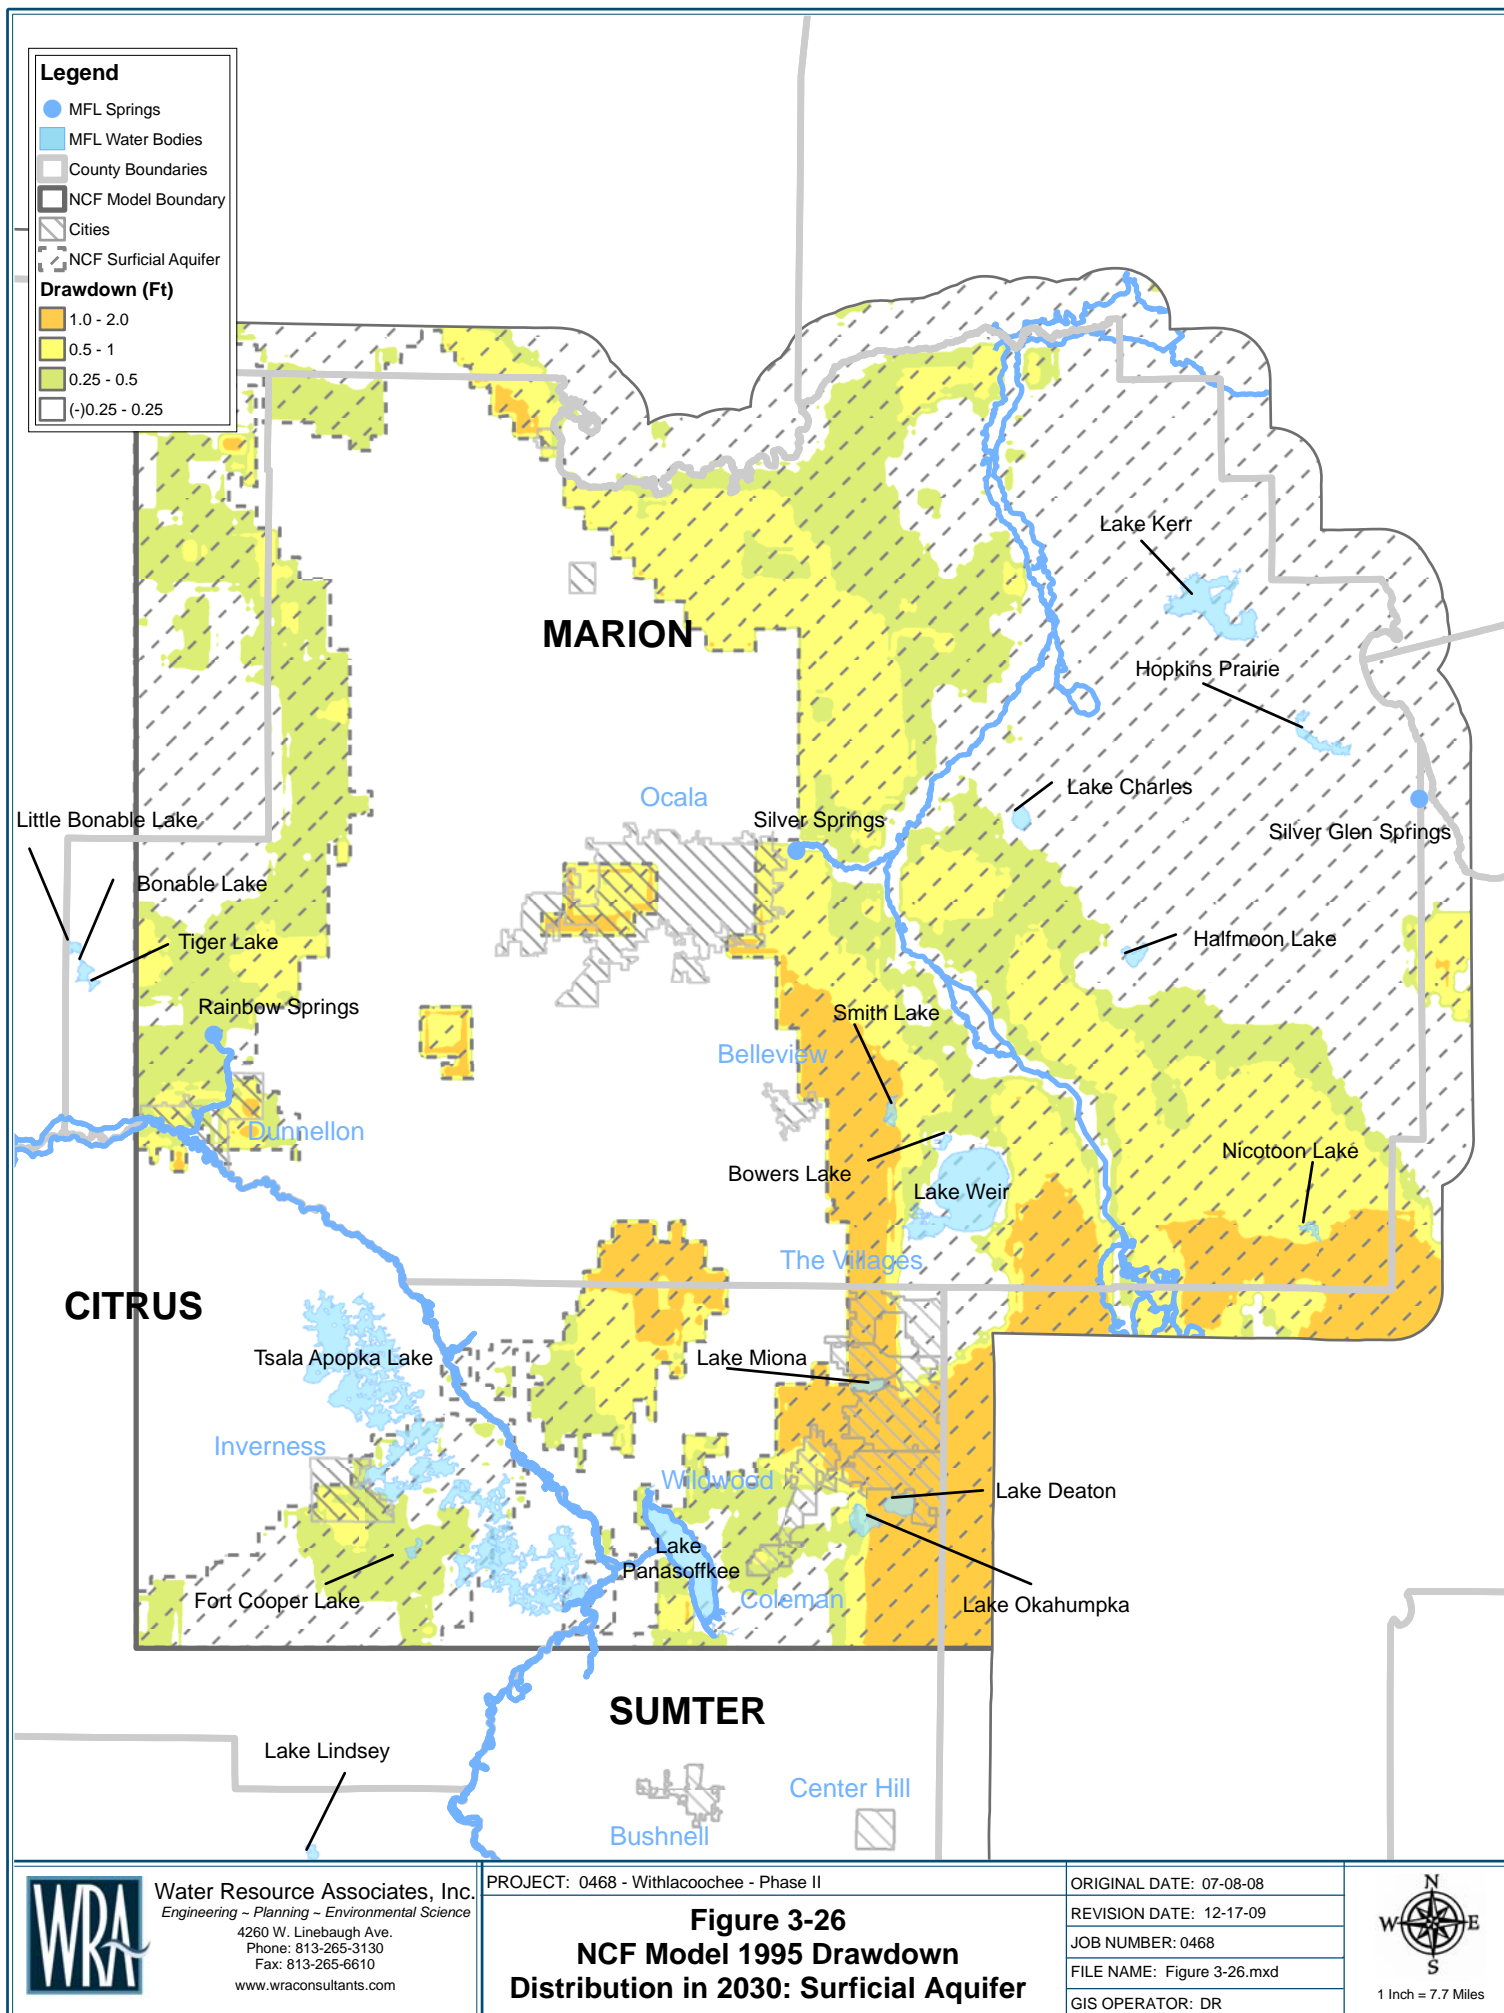 Legend
MFL Springs
MFL Water Bodies
County Boundaries
NCF Model Boundary
Cities
NCF Surficial Aquifer
Drawdown (Ft)
1.0 - 2.0
0.5 - 1
0.25 - 0.5
(-)0.25 - 0.25
Lake Kerr
MARION
Hopkins Prairie
Lake Charles
Ocala
Silver Springs
Little Bonable Lake
Silver Glen Springs
Bonable Lake
Tiger Lake
Halfmoon Lake
Rainbow Springs
Smith Lake
Belleview
Dunnellon
Nicotoon Lake
Bowers Lake
Lake Weir
The Villages
CITRUS
Tsala Apopka Lake
Lake Miona
Inverness
Wildwood
Lake Deaton
Lake
Panasoffkee
Fort Cooper Lake
Coleman
Lake Okahumpka
SUMTER
Lake Lindsey
Center Hill
Bushnell
WRA
Water Resource Associates, Inc.
Engineering ~ Planning ~ Environmental Science
4260 W. Linebaugh Ave.
Phone: 813-265-3130
Fax: 813-265-6610
www.wraconsultants.com
PROJECT: 0468 - Withlacoochee - Phase II
Figure 3-26
NCF Model 1995 Drawdown
Distribution in 2030: Surficial Aquifer
ORIGINAL DATE: 07-08-08
REVISION DATE: 12-17-09
JOB NUMBER: 0468
FILE NAME: Figure 3-26.mxd
GIS OPERATOR: DR
N
W E
S
1 Inch = 7.7 Miles